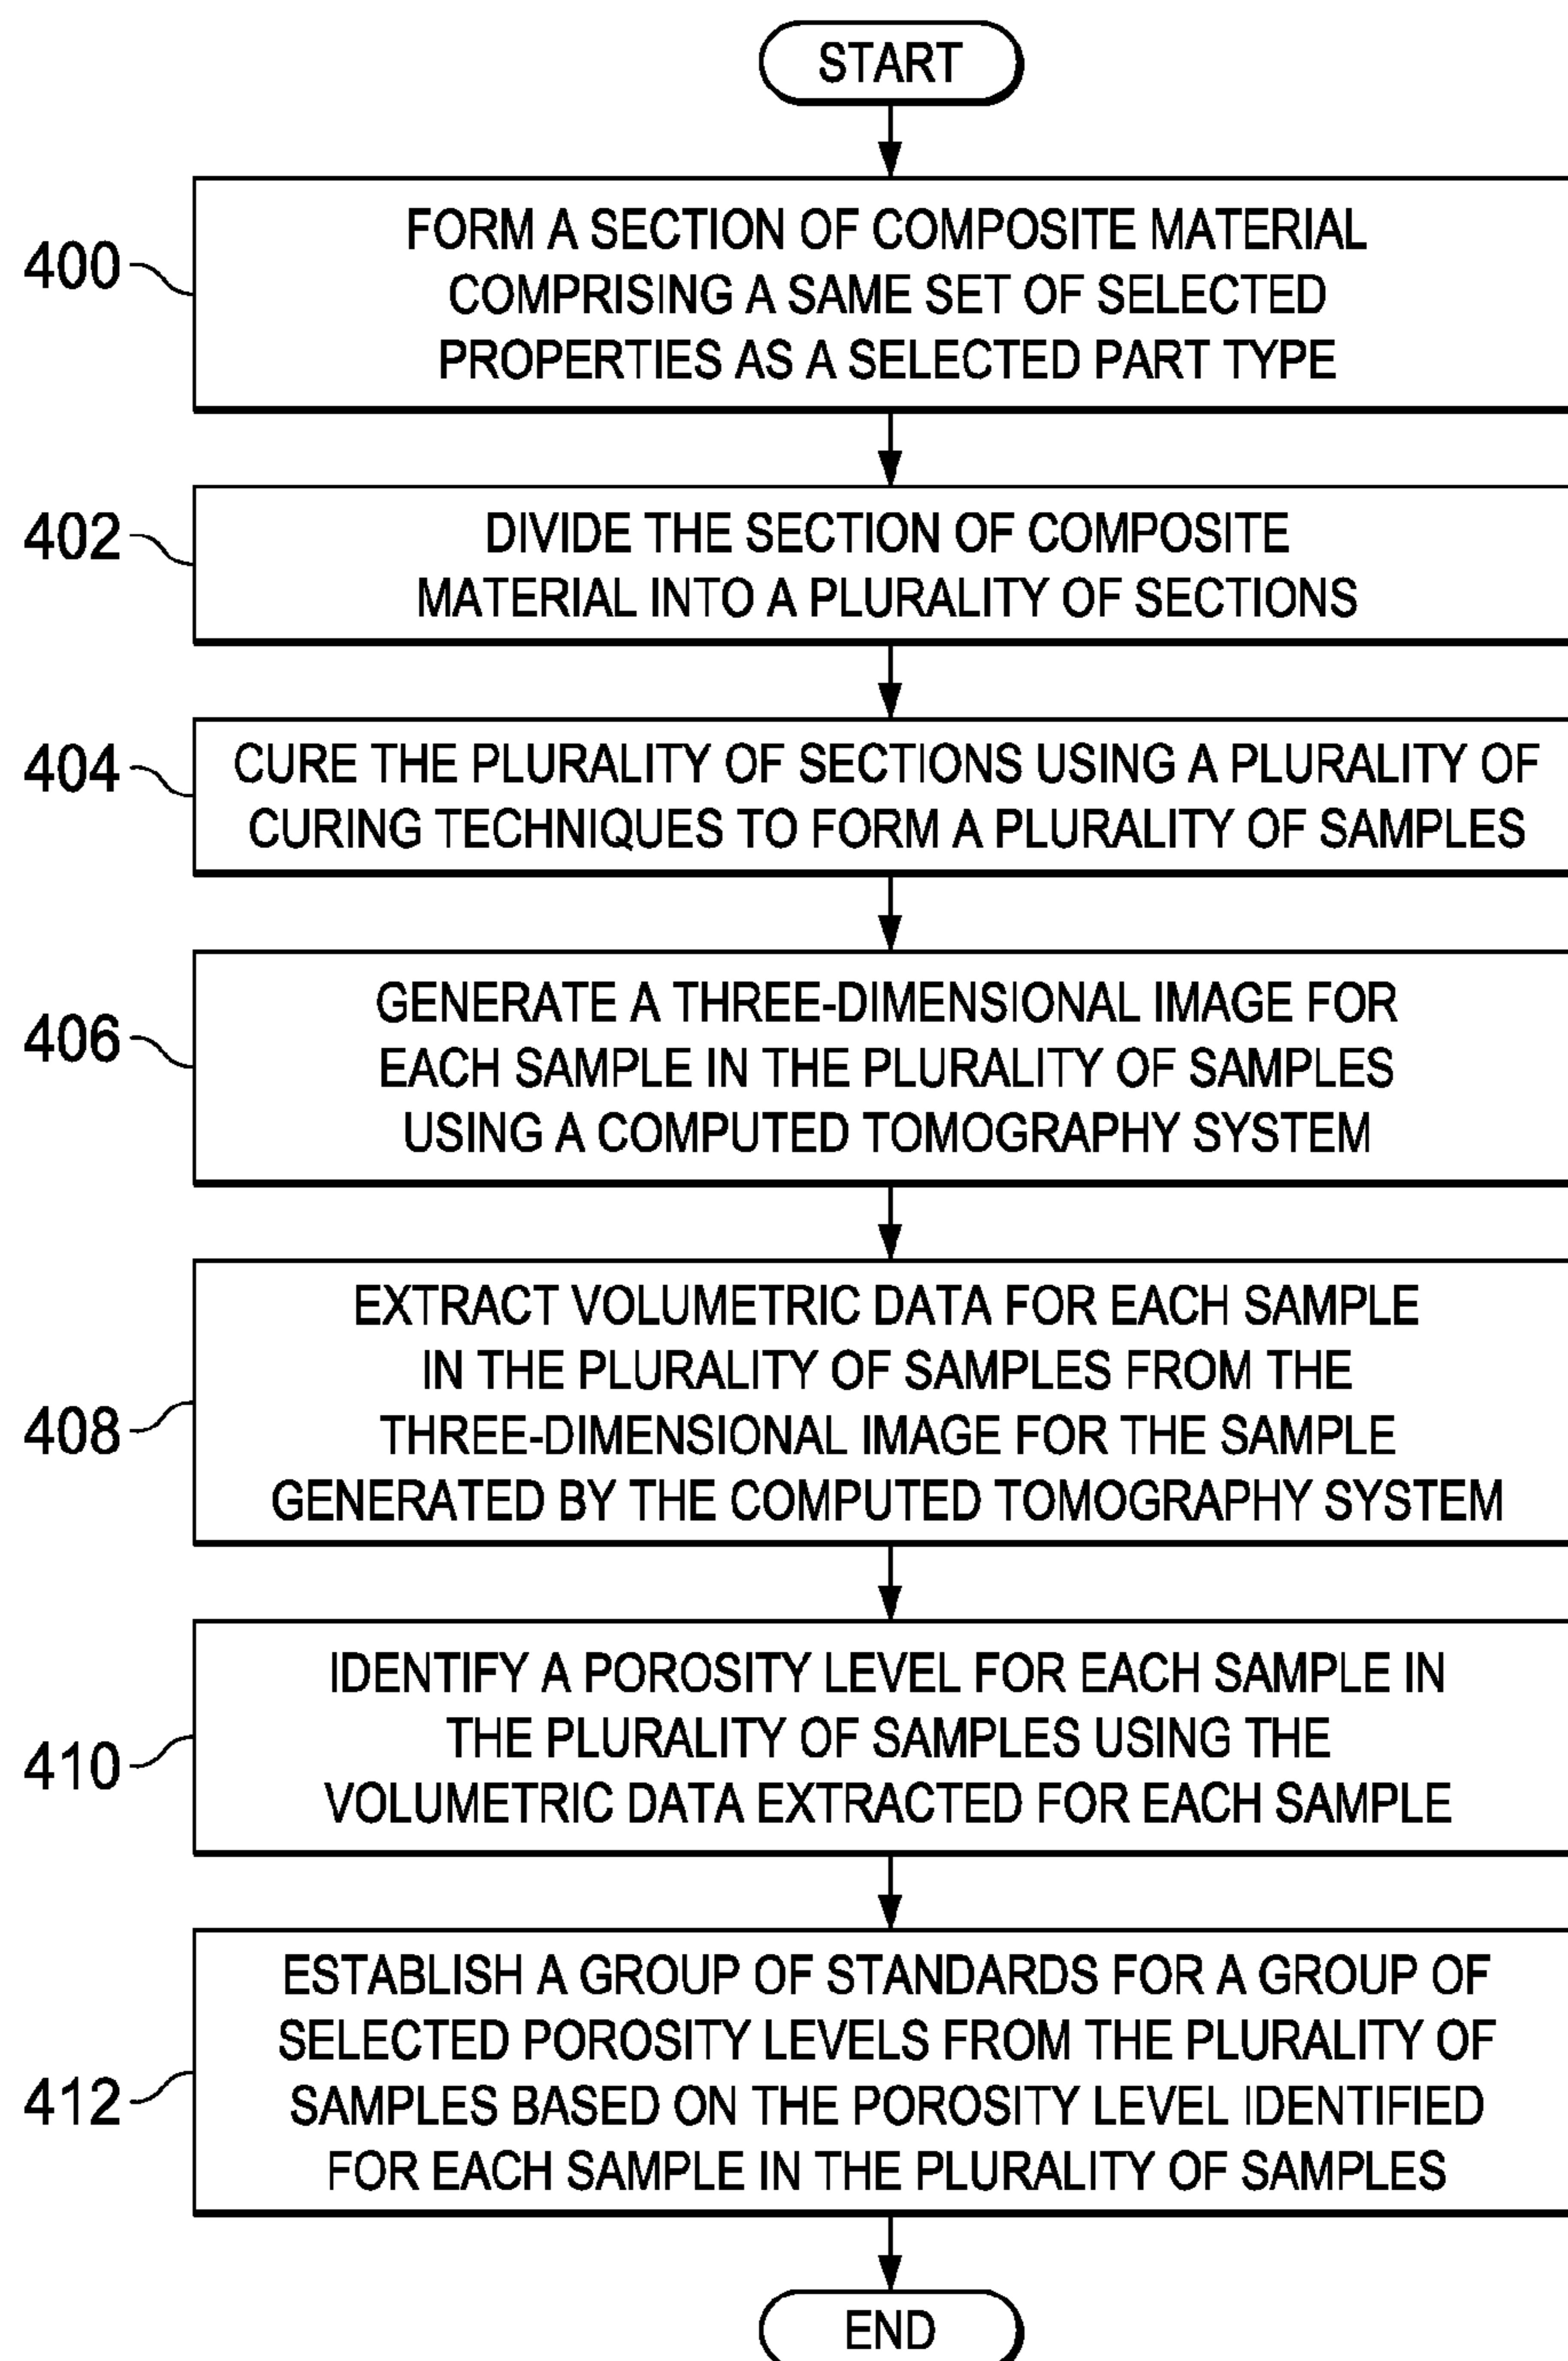 START
400
FORM A SECTION OF COMPOSITE MATERIAL
COMPRISING A SAME SET OF SELECTED
PROPERTIES AS A SELECTED PART TYPE
402
DIVIDE THE SECTION OF COMPOSITE
MATERIAL INTO A PLURALITY OF SECTIONS
404
CURE THE PLURALITY OF SECTIONS USING A PLURALITY OF
CURING TECHNIQUES TO FORM A PLURALITY OF SAMPLES
406
GENERATE A THREE-DIMENSIONAL IMAGE FOR
EACH SAMPLE IN THE PLURALITY OF SAMPLES
USING A COMPUTED TOMOGRAPHY SYSTEM
408
EXTRACT VOLUMETRIC DATA FOR EACH SAMPLE
IN THE PLURALITY OF SAMPLES FROM THE
THREE-DIMENSIONAL IMAGE FOR THE SAMPLE
GENERATED BY THE COMPUTED TOMOGRAPHY SYSTEM
410
IDENTIFY A POROSITY LEVEL FOR EACH SAMPLE IN
THE PLURALITY OF SAMPLES USING THE
VOLUMETRIC DATA EXTRACTED FOR EACH SAMPLE
412
ESTABLISH A GROUP OF STANDARDS FOR A GROUP OF
SELECTED POROSITY LEVELS FROM THE PLURALITY OF
SAMPLES BASED ON THE POROSITY LEVEL IDENTIFIED
FOR EACH SAMPLE IN THE PLURALITY OF SAMPLES
END